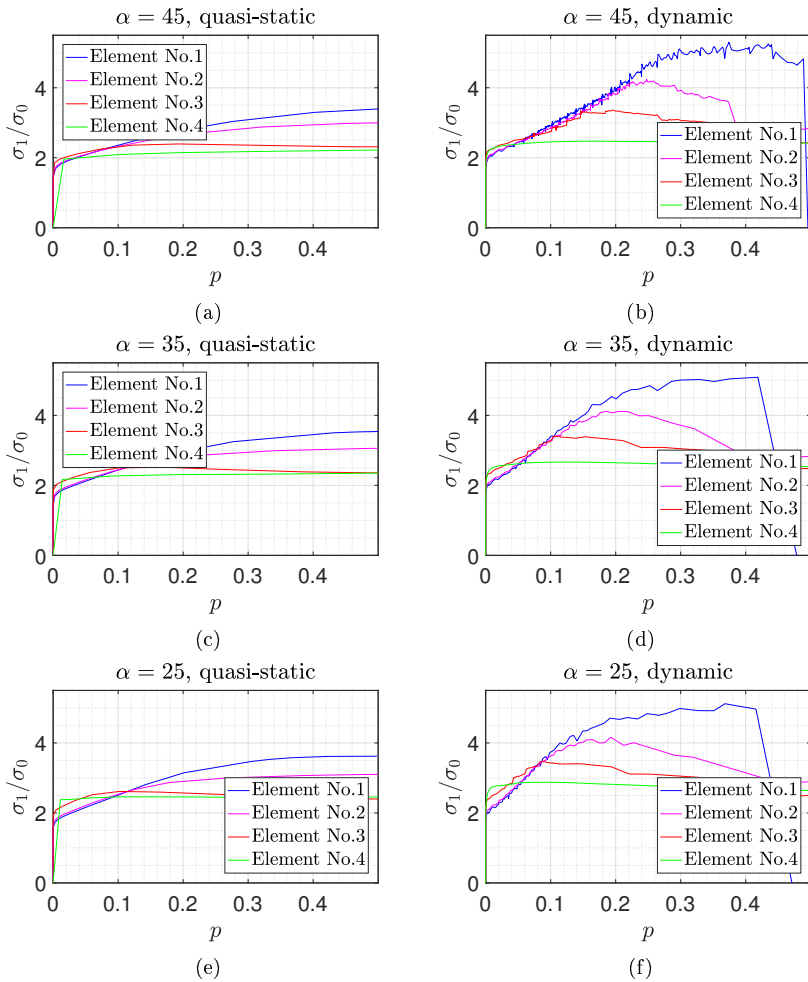 α = 45, quasi-static
σ₁/σ₀
0
2
4
Element No.1
Element No.2
Element No.3
Element No.4
0
0.1
0.2
0.3
0.4
p
(a)
α = 45, dynamic
σ₁/σ₀
0
2
4
Element No.1
Element No.2
Element No.3
Element No.4
0
0.1
0.2
0.3
0.4
p
(b)
α = 35, quasi-static
σ₁/σ₀
0
2
4
Element No.1
Element No.2
Element No.3
Element No.4
0
0.1
0.2
0.3
0.4
p
(c)
α = 35, dynamic
σ₁/σ₀
0
2
4
Element No.1
Element No.2
Element No.3
Element No.4
0
0.1
0.2
0.3
0.4
p
(d)
α = 25, quasi-static
σ₁/σ₀
0
2
4
Element No.1
Element No.2
Element No.3
Element No.4
0
0.1
0.2
0.3
0.4
p
(e)
α = 25, dynamic
σ₁/σ₀
0
2
4
Element No.1
Element No.2
Element No.3
Element No.4
0
0.1
0.2
0.3
0.4
p
(f)